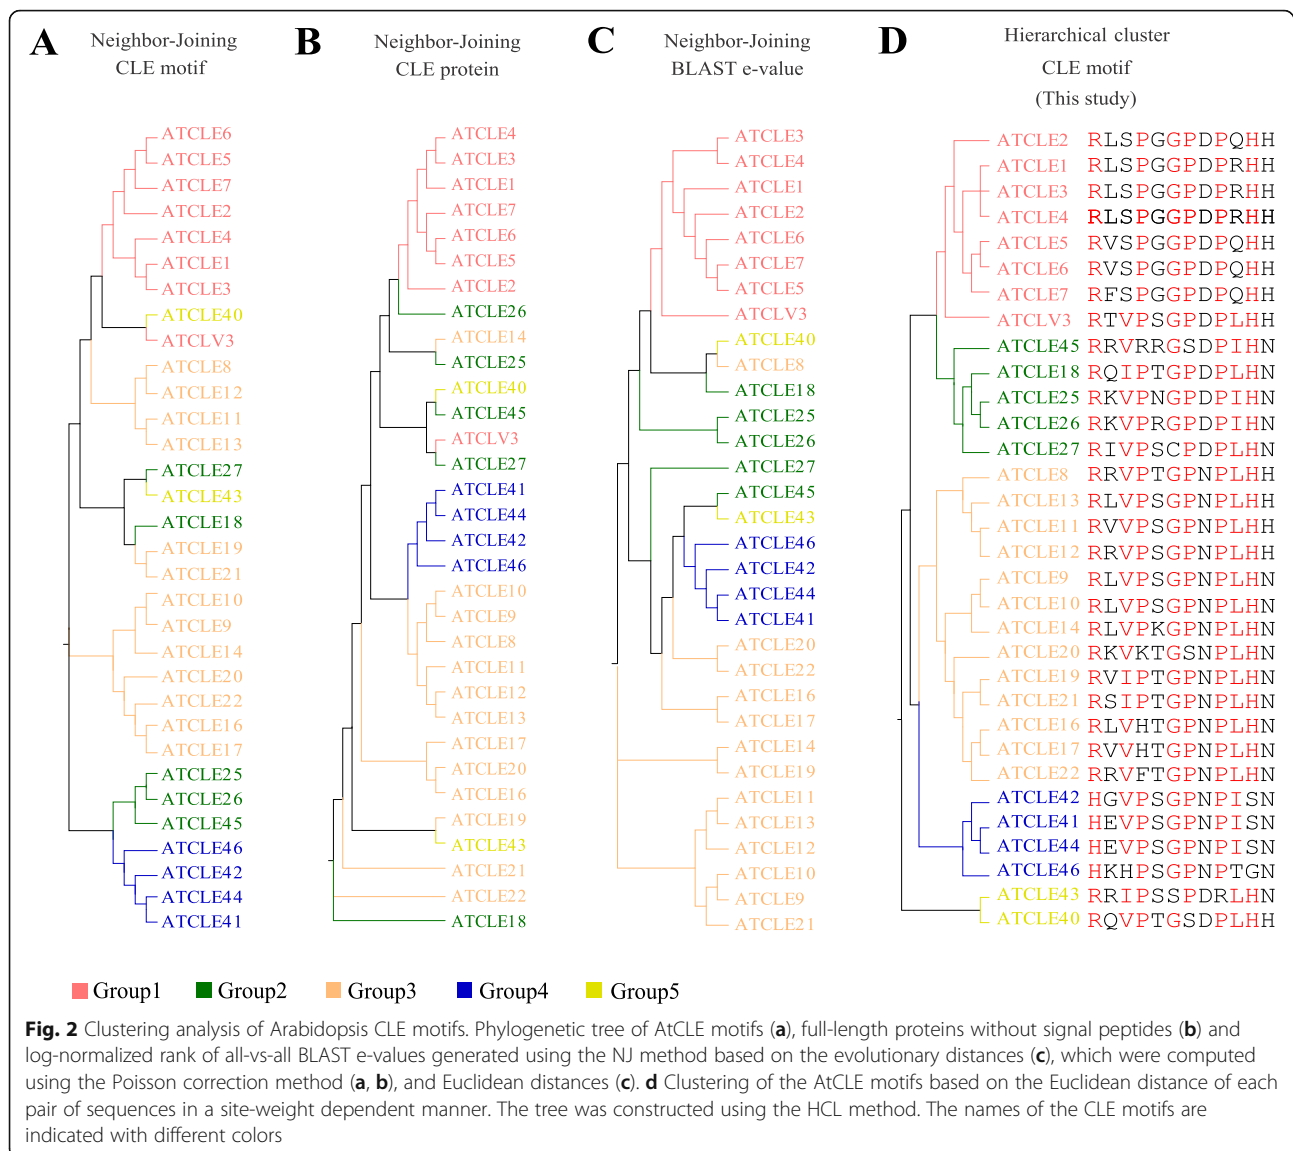 A
Neighbor-Joining
CLE motif
ATCLE6
ATCLE5
ATCLE7
ATCLE2
ATCLE4
ATCLE1
ATCLE3
ATCLE40
ATCLV3
ATCLE8
ATCLE12
ATCLE11
ATCLE13
ATCLE27
ATCLE43
ATCLE18
ATCLE19
ATCLE21
ATCLE10
ATCLE9
ATCLE14
ATCLE20
ATCLE22
ATCLE16
ATCLE17
ATCLE25
ATCLE26
ATCLE45
ATCLE46
ATCLE42
ATCLE44
ATCLE41
B
Neighbor-Joining
CLE protein
ATCLE4
ATCLE3
ATCLE1
ATCLE7
ATCLE6
ATCLE5
ATCLE2
ATCLE26
ATCLE14
ATCLE25
ATCLE40
ATCLE45
ATCLV3
ATCLE27
ATCLE41
ATCLE44
ATCLE42
ATCLE46
ATCLE10
ATCLE9
ATCLE8
ATCLE11
ATCLE12
ATCLE13
ATCLE17
ATCLE20
ATCLE16
ATCLE19
ATCLE43
ATCLE21
ATCLE22
ATCLE18
C
Neighbor-Joining
BLAST e-value
ATCLE3
ATCLE4
ATCLE1
ATCLE2
ATCLE6
ATCLE7
ATCLE5
ATCLV3
ATCLE40
ATCLE8
ATCLE18
ATCLE25
ATCLE26
ATCLE27
ATCLE45
ATCLE43
ATCLE46
ATCLE42
ATCLE44
ATCLE41
ATCLE20
ATCLE22
ATCLE16
ATCLE17
ATCLE14
ATCLE19
ATCLE11
ATCLE13
ATCLE12
ATCLE10
ATCLE9
ATCLE21
D
Hierarchical cluster
CLE motif
(This study)
ATCLE2 RLSPGGPDPQHH
ATCLE1 RLSPGGPDPRHH
ATCLE3 RLSPGGPDPRHH
ATCLE4 RLSPGGPDPRHH
ATCLE5 RVSPGGPDPQHH
ATCLE6 RVSPGGPDPQHH
ATCLE7 RFSPGGPDPQHH
ATCLV3 RTVPSGPDPLHH
ATCLE45 RRVRRGSDPIHN
ATCLE18 RQIPTGPDPLHN
ATCLE25 RKVPNGPDPIHN
ATCLE26 RKVPRGPDPIHN
ATCLE27 RIVPSCPDPLHN
ATCLE8 RRVPTGPNPLHH
ATCLE13 RLVPSGPNPLHH
ATCLE11 RVVPSGPNPLHH
ATCLE12 RRVPSGPNPLHH
ATCLE9 RLVPSGPNPLHN
ATCLE10 RLVPSGPNPLHN
ATCLE14 RLVPKGPNPLHN
ATCLE20 RKVKTGSNPLHN
ATCLE19 RVIPTGPNPLHN
ATCLE21 RSIPTGPNPLHN
ATCLE16 RLVHTGPNPLHN
ATCLE17 RVVHTGPNPLHN
ATCLE22 RRVFTGPNPLHN
ATCLE42 HGVPSGPNPISN
ATCLE41 HEVPSGPNPISN
ATCLE44 HEVPSGPNPISN
ATCLE46 HKHPSGPNPTGN
ATCLE43 RRIPSSPDRLHN
ATCLE40 RQVPTGSDPLHH
Group1 Group2 Group3 Group4 Group5
Fig. 2 Clustering analysis of Arabidopsis CLE motifs. Phylogenetic tree of AtCLE motifs (a), full-length proteins without signal peptides (b) and
log-normalized rank of all-vs-all BLAST e-values generated using the NJ method based on the evolutionary distances (c), which were computed
using the Poisson correction method (a, b), and Euclidean distances (c). d Clustering of the AtCLE motifs based on the Euclidean distance of each
pair of sequences in a site-weight dependent manner. The tree was constructed using the HCL method. The names of the CLE motifs are
indicated with different colors